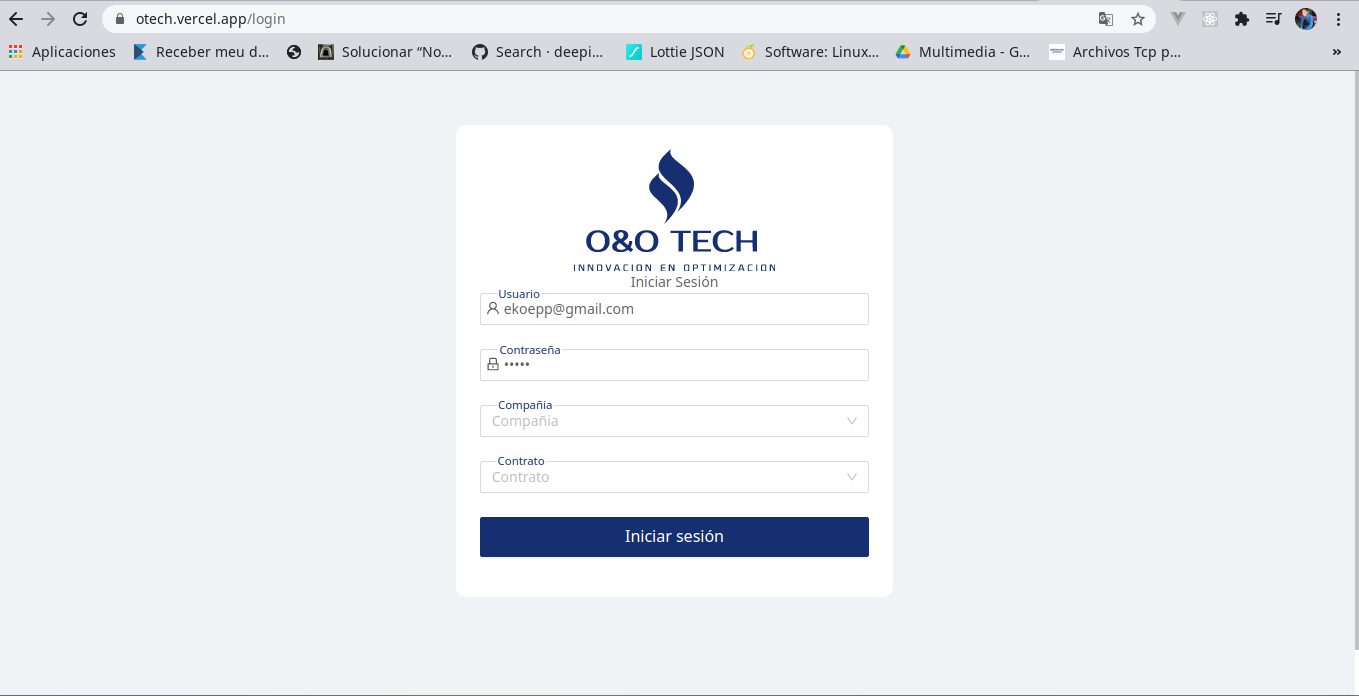 otech.vercel.app/login
Aplicaciones Receber meu d... Solucionar “No... Search · deepi... Lottie JSON Software: Linux... Multimedia - G... Archivos Tcp p... »
O&O TECH
INNOVACION EN OPTIMIZACION
Iniciar Sesión
Usuario
ekoepp@gmail.com
Contraseña
•••••
Compañia
Compañia
Contrato
Contrato
Iniciar sesión